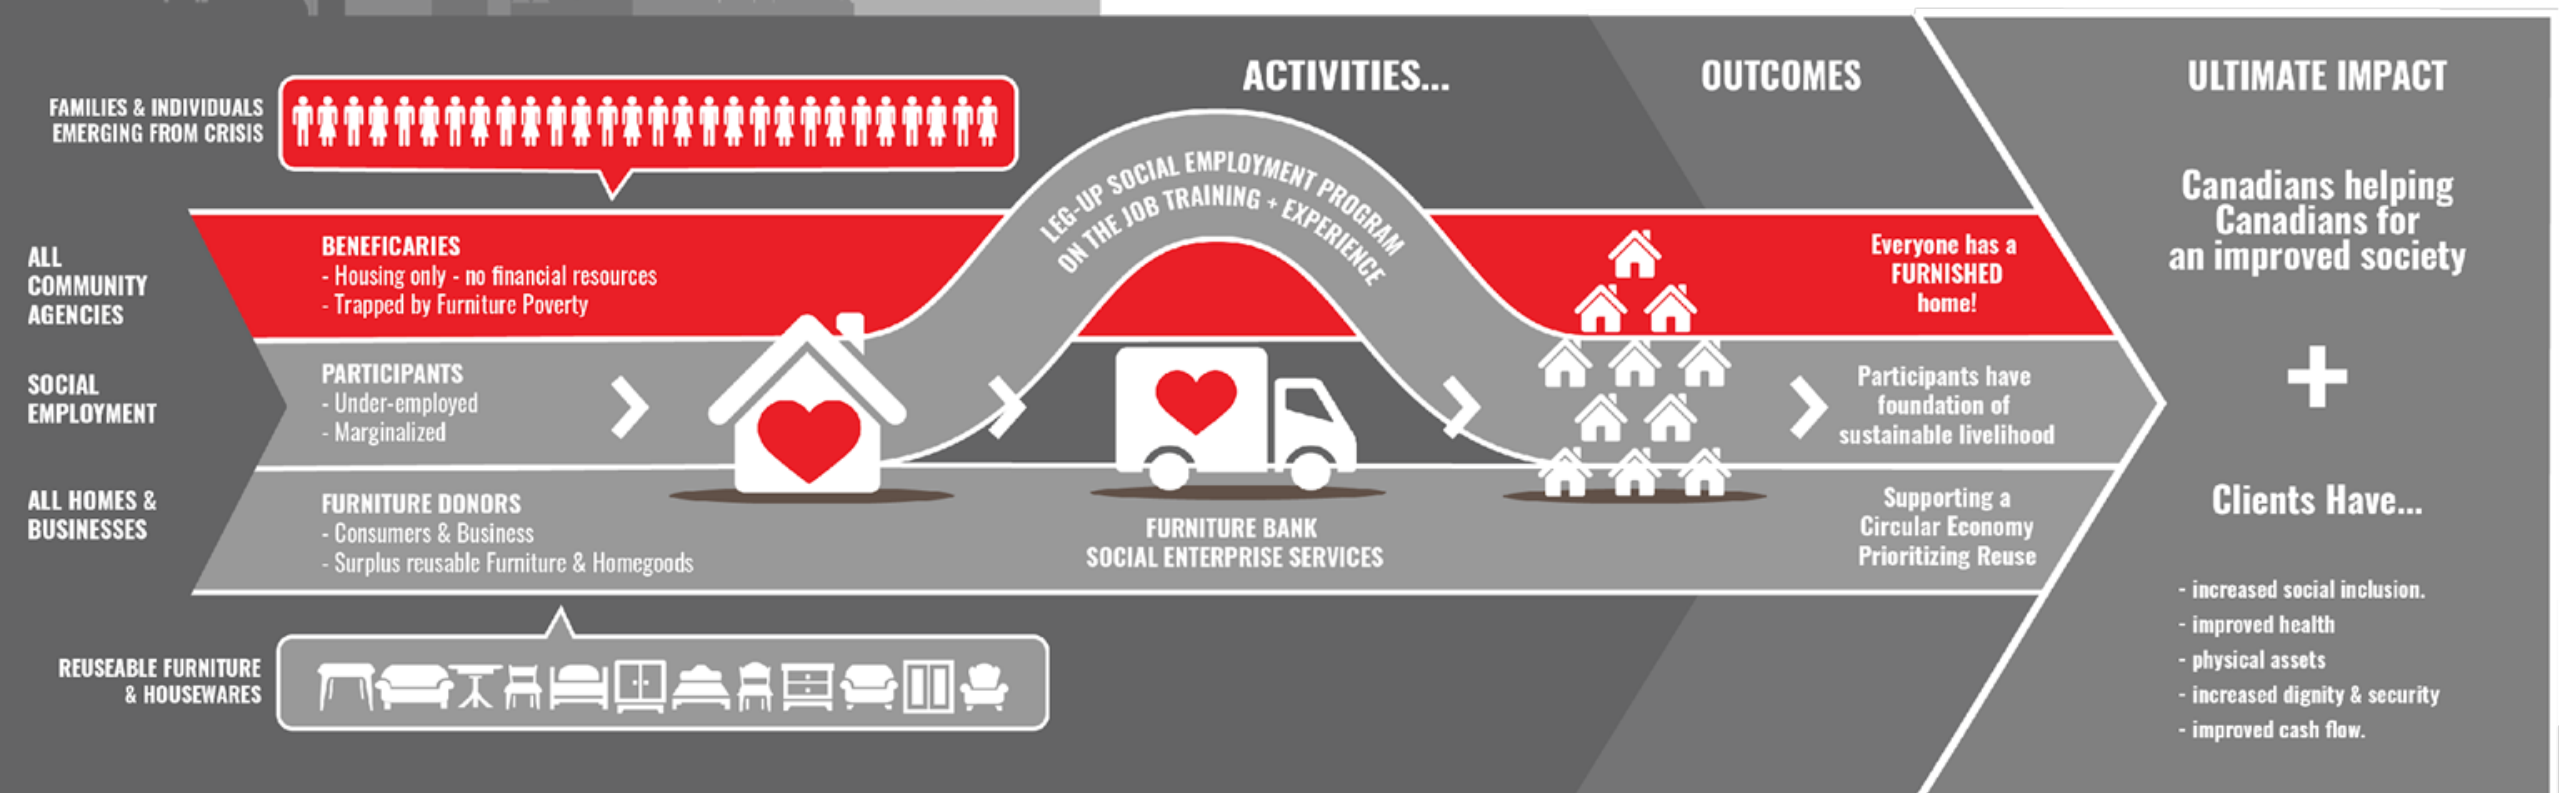 ACTIVITIES...
OUTCOMES
ULTIMATE IMPACT
FAMILIES & INDIVIDUALS
EMERGING FROM CRISIS
LEG-UP SOCIAL EMPLOYMENT PROGRAM
ON THE JOB TRAINING + EXPERIENCE
ALL
COMMUNITY
AGENCIES
BENEFICARIES
- Housing only - no financial resources
- Trapped by Furniture Poverty
Everyone has a
FURNISHED
home!
SOCIAL
EMPLOYMENT
PARTICIPANTS
- Under-employed
- Marginalized
Participants have
foundation of
sustainable livelihood
ALL HOMES &
BUSINESSES
FURNITURE DONORS
- Consumers & Business
- Surplus reusable Furniture & Homegoods
FURNITURE BANK
SOCIAL ENTERPRISE SERVICES
Supporting a
Circular Economy
Prioritizing Reuse
REUSEABLE FURNITURE
& HOUSEWARES
Canadians helping
Canadians for
an improved society
+
Clients Have...
- increased social inclusion.
- improved health
- physical assets
- increased dignity & security
- improved cash flow.